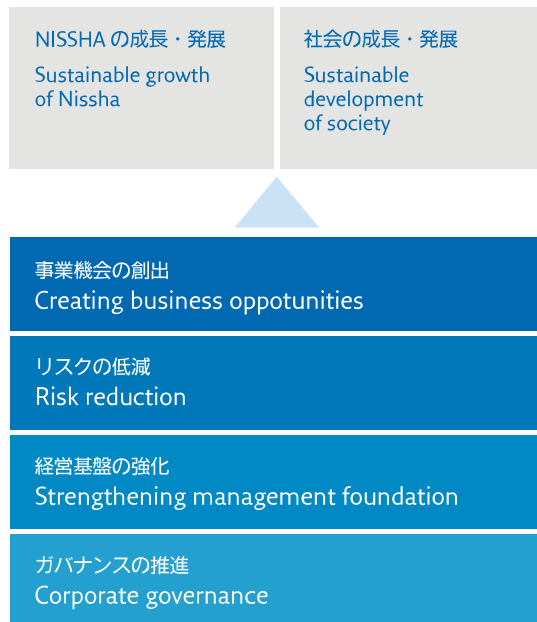 NISSHA の成長・発展
Sustainable growth
of Nissha
社会の成長・発展
Sustainable
development
of society
事業機会の創出
Creating business oppotunities
リスクの低減
Risk reduction
経営基盤の強化
Strengthening management foundation
ガバナンスの推進
Corporate governance